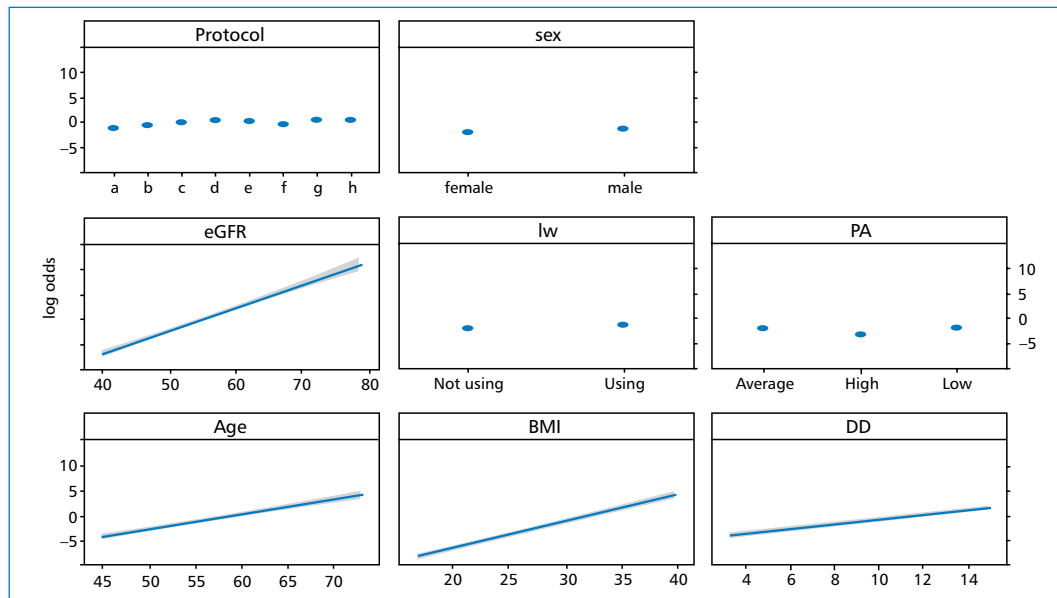 Protocol
10
5
0
−5
a b c d e f g h
sex
female male
log odds
eGFR
40 50 60 70 80
lw
Not using Using
PA
10
5
0
−5
Average High Low
Age
10
5
0
−5
45 50 55 60 65 70
BMI
20 25 30 35 40
DD
4 6 8 10 12 14